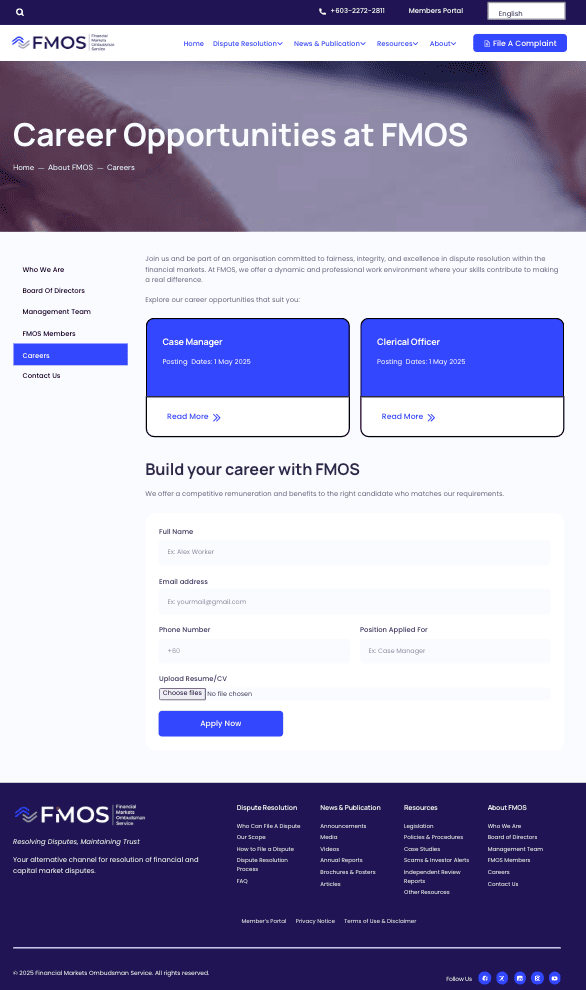 +603-2272-2811
Members Portal
English
FMOS
Financial
Markets
Ombudsman
Service
Home
Dispute Resolution
News & Publication
Resources
About
File A Complaint
Career Opportunities at FMOS
Home — About FMOS — Careers
Who We Are
Board Of Directors
Management Team
FMOS Members
Careers
Contact Us
Join us and be part of an organisation committed to fairness, integrity, and excellence in dispute resolution within the
financial markets. At FMOS, we offer a dynamic and professional work environment where your skills contribute to making
a real difference.
Explore our career opportunities that suit you:
Case Manager
Posting Dates: 1 May 2025
Read More
Clerical Officer
Posting Dates: 1 May 2025
Read More
Build your career with FMOS
We offer a competitive remuneration and benefits to the right candidate who matches our requirements.
Full Name
Ex: Alex Worker
Email address
Ex: yourmail@gmail.com
Phone Number
+60
Position Applied For
Ex: Case Manager
Upload Resume/CV
Choose files No file chosen
Apply Now
FMOS
Financial
Markets
Ombudsman
Service
Resolving Disputes, Maintaining Trust
Your alternative channel for resolution of financial and
capital market disputes.
Dispute Resolution
Who Can File A Dispute
Our Scope
How to File a Dispute
Dispute Resolution
Process
FAQ
News & Publication
Announcements
Media
Videos
Annual Reports
Brochures & Posters
Articles
Resources
Legislation
Policies & Procedures
Case Studies
Scams & Investor Alerts
Independent Review
Reports
Other Resources
About FMOS
Who We Are
Board of Directors
Management Team
FMOS Members
Careers
Contact Us
Member's Portal
Privacy Notice
Terms of Use & Disclaimer
© 2025 Financial Markets Ombudsman Service. All rights reserved.
Follow Us